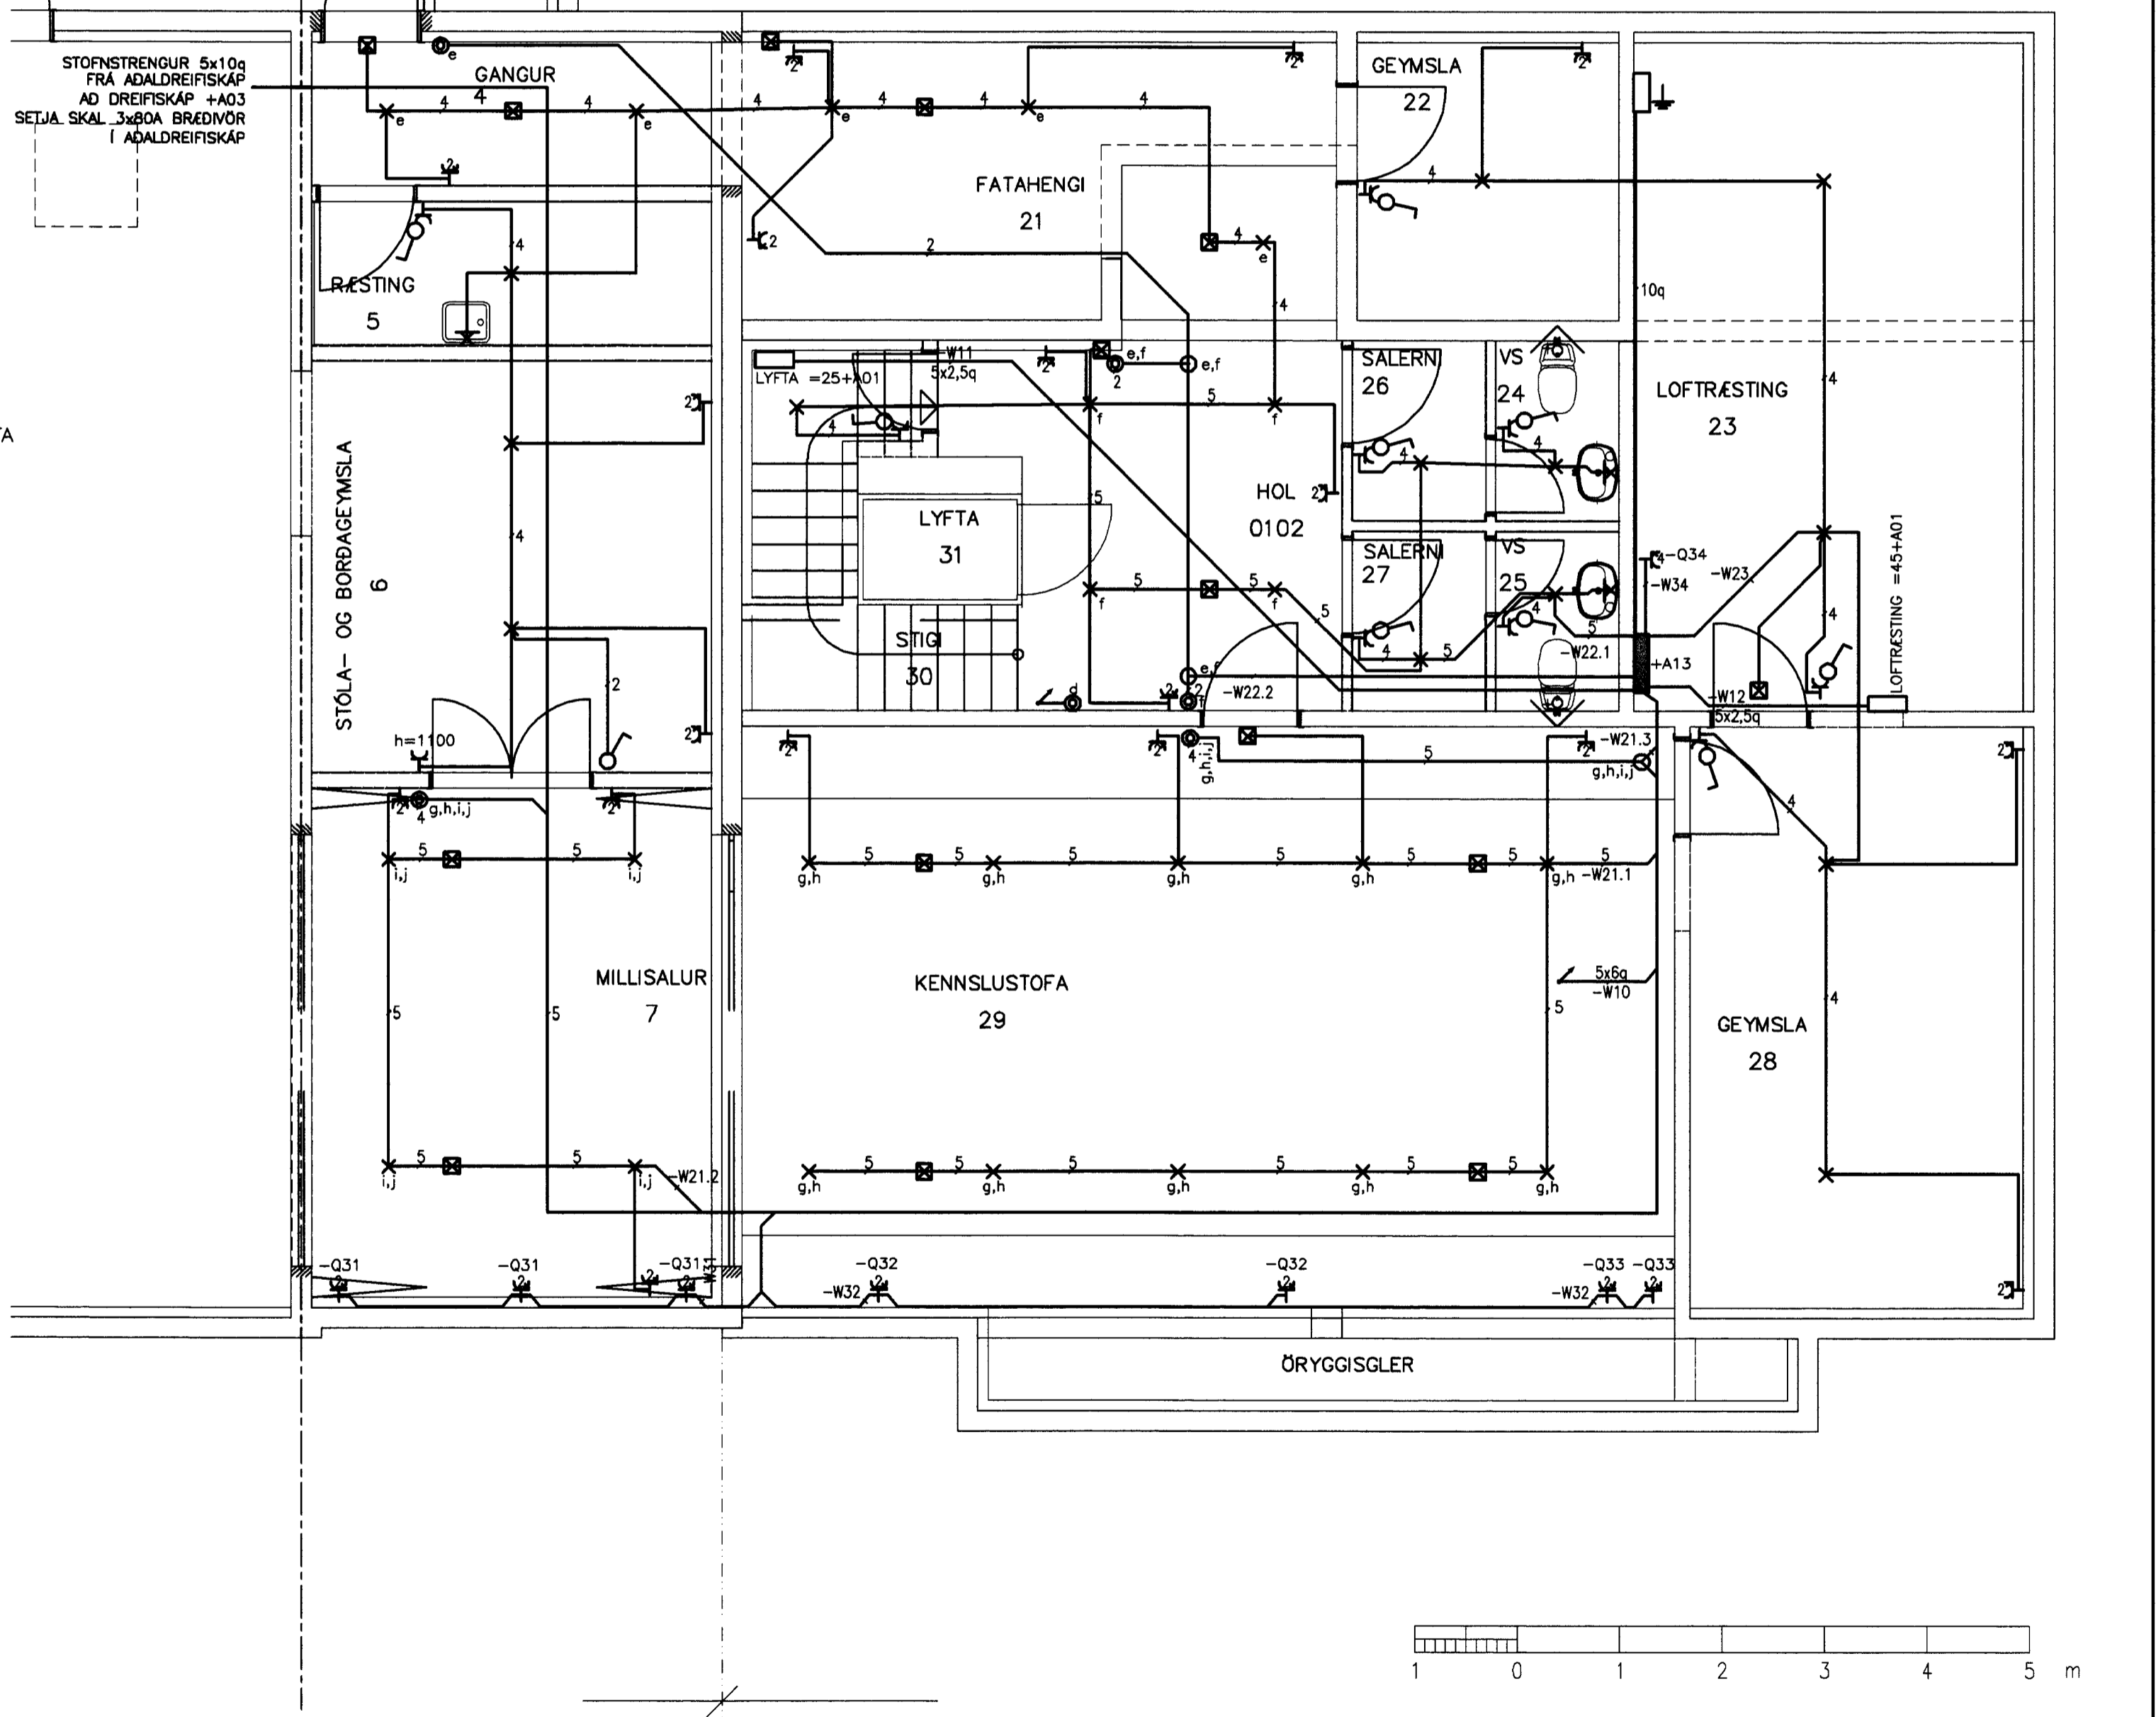 STOFNSTRENGUR 5x10q
FRÁ AÐALDREIFISKÁP
AÐ DREIFISKÁP +A03
SETJA SKAL 3x80A BRÆÐIVÖR
Í AÐALDREIFISKÁP
GANGUR
4
FATAHENGI
21
GEYMSLA
22
10q
RÆSTING
5
STÓLA- OG BORÐAGEYMSLA
6
h=1100
LYFTA =25+A01
-W11
5x2,5q
e,f
e,f
LYFTA
31
STIGI
30
d
HOL
0102
e,f
-W22.2
SALERNI
26
VS
24
SALERNI
27
VS
25
-W22.1
LOFTRÆSTING
23
-Q34
-W34
-W23
+A13
-W12
5x2,5q
LOFTRÆSTING =45+A01
g,h,i,j
i,j
i,j
MILLISALUR
7
i,j
i,j
-W21.2
g,h,i,j
-W21.3
g,h,i,j
g,h
g,h
g,h
g,h
g,h
-W21.1
KENNSLUSTOFA
29
5x6q
-W10
GEYMSLA
28
g,h
g,h
g,h
g,h
g,h
-Q31
-Q31
-Q31
W31
-Q32
-W32
-Q32
-W32
-Q33
-Q33
ÖRYGGISGLER
1 0 1 2 3 4 5 m